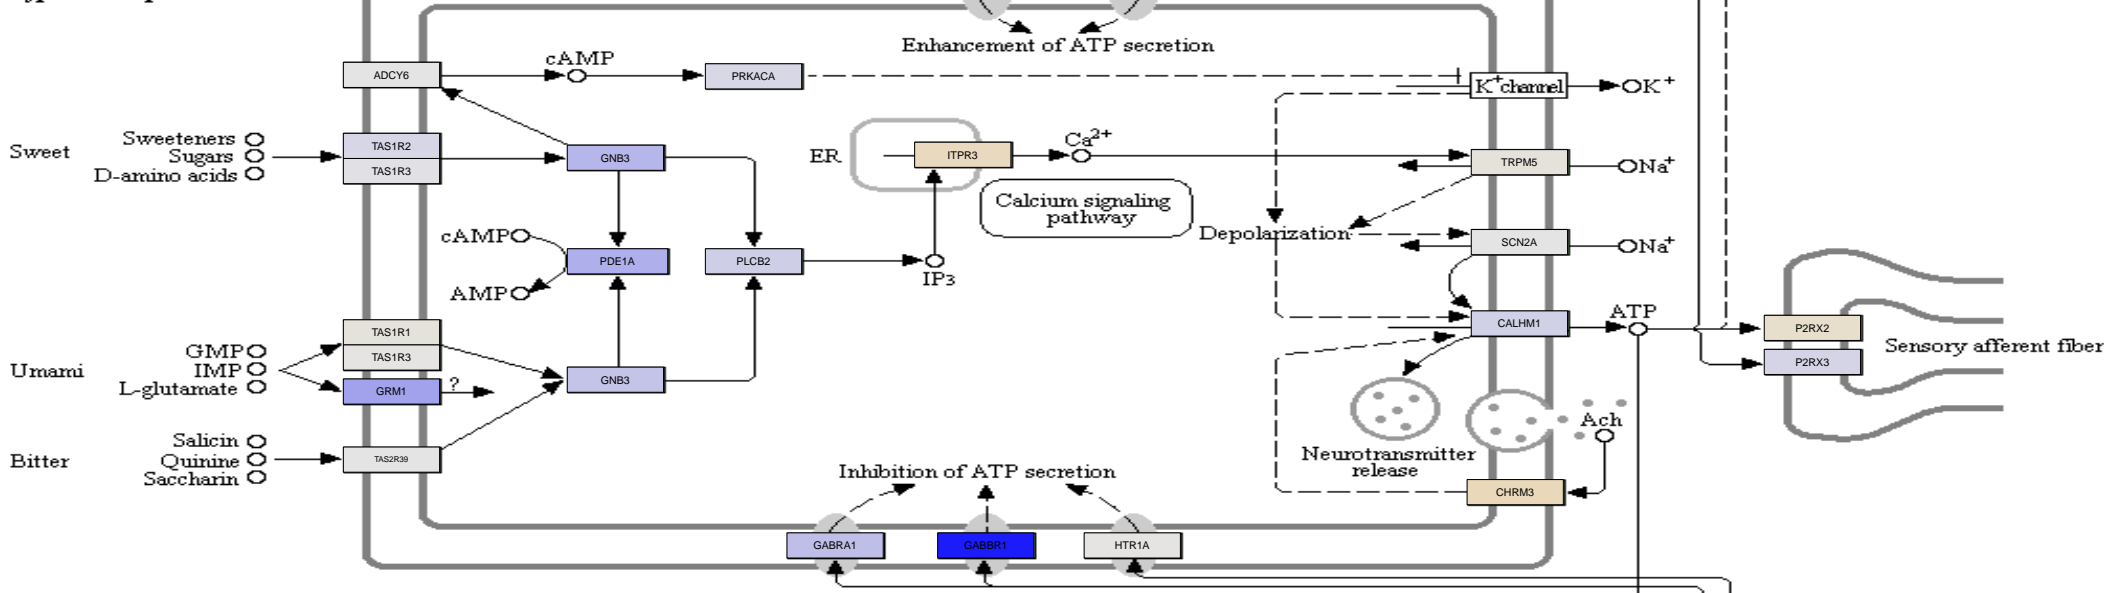 Enhancement of ATP secretion
ADCY6
cAMP
PRKACA
K+ channel
K+
Sweet
Sweeteners
Sugars
D-amino acids
TAS1R2
TAS1R3
GNB3
ER
ITPR3
Ca2+
TRPM5
Na+
Calcium signaling
pathway
Depolarization
SCN2A
Na+
cAMP
AMP
PDE1A
PLCB2
IP3
Umami
GMP
IMP
L-glutamate
TAS1R1
TAS1R3
GRM1
?
GNB3
CALHM1
ATP
P2RX2
P2RX3
Sensory afferent fiber
Bitter
Salicin
Quinine
Saccharin
TAS2R39
Ach
Neurotransmitter
release
CHRM3
Inhibition of ATP secretion
GABRA1
GABBR1
HTR1A